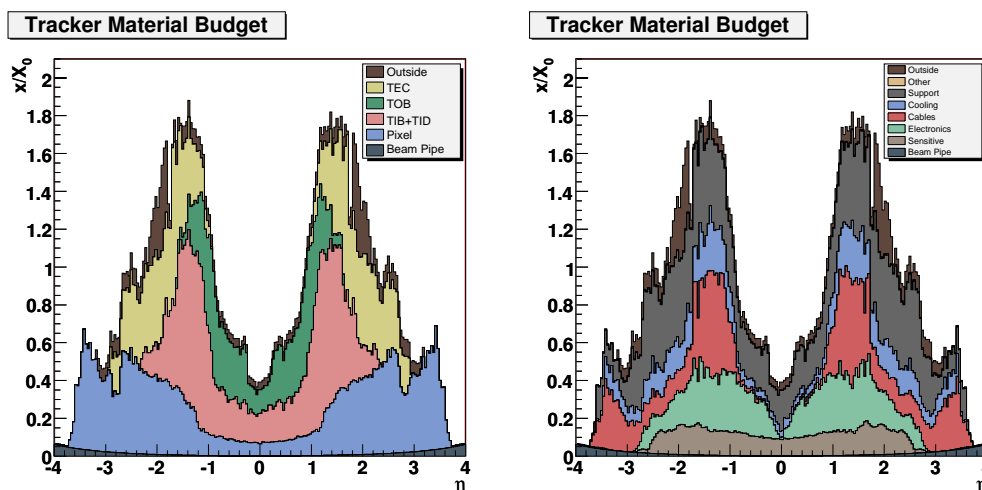 Tracker Material Budget
x/X0
2
1.8
1.6
1.4
1.2
1
0.8
0.6
0.4
0.2
0
Outside
TEC
TOB
TIB+TID
Pixel
Beam Pipe
-4 -3 -2 -1 0 1 2 3 4
η
Tracker Material Budget
x/X0
2
1.8
1.6
1.4
1.2
1
0.8
0.6
0.4
0.2
0
Outside
Other
Support
Cooling
Cables
Electronics
Sensitive
Beam Pipe
-4 -3 -2 -1 0 1 2 3 4
η